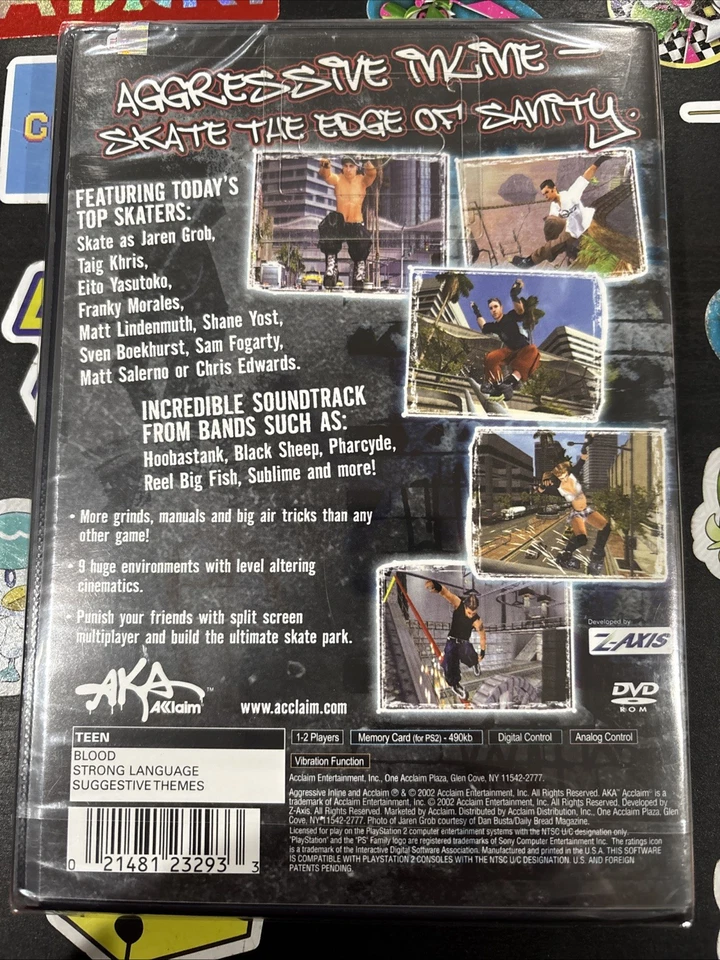 AGGRESSIVE INLINE -
SKATE THE EDGE OF SANITY.
FEATURING TODAY'S
TOP SKATERS:
Skate as Jaren Grob,
Taig Khris,
Eito Yasutoko,
Franky Morales,
Matt Lindenmuth, Shane Yost,
Sven Boekhurst, Sam Fogarty,
Matt Salerno or Chris Edwards.
INCREDIBLE SOUNDTRACK
FROM BANDS SUCH AS:
Hoobastank, Black Sheep, Pharcyde,
Reel Big Fish, Sublime and more!
• More grinds, manuals and big air tricks than any
other game!
• 9 huge environments with level altering
cinematics.
• Punish your friends with split screen
multiplayer and build the ultimate skate park.
Developed by
Z-AXIS
AKA Acclaim™
www.acclaim.com
DVD
ROM
TEEN
BLOOD
STRONG LANGUAGE
SUGGESTIVE THEMES
1-2 Players
Memory Card (for PS2) - 490kb
Digital Control
Analog Control
Vibration Function
Acclaim Entertainment, Inc., One Acclaim Plaza, Glen Cove, NY 11542-2777.
Aggressive Inline and Acclaim ® & © 2002 Acclaim Entertainment, Inc. All Rights Reserved. AKA™ Acclaim® is a
trademark of Acclaim Entertainment, Inc. © 2002 Acclaim Entertainment, Inc. All Rights Reserved. Developed by
Z-Axis. All Rights Reserved. Marketed by Acclaim. Distributed by Acclaim Distribution, Inc., One Acclaim Plaza, Glen
Cove, NY 11542-2777. Photo of Jaren Grob courtesy of Dan Busta/Daily Bread Magazine.
Licensed for play on the PlayStation 2 computer entertainment systems with the NTSC U/C designation only.
"PlayStation" and the "PS" Family logo are registered trademarks of Sony Computer Entertainment Inc. The ratings icon
is a trademark of the Interactive Digital Software Association. Manufactured and printed in the U.S.A. THIS SOFTWARE
IS COMPATIBLE WITH PLAYSTATION 2 CONSOLES WITH THE NTSC U/C DESIGNATION. U.S. AND FOREIGN
PATENTS PENDING.
0 21481 23293 3